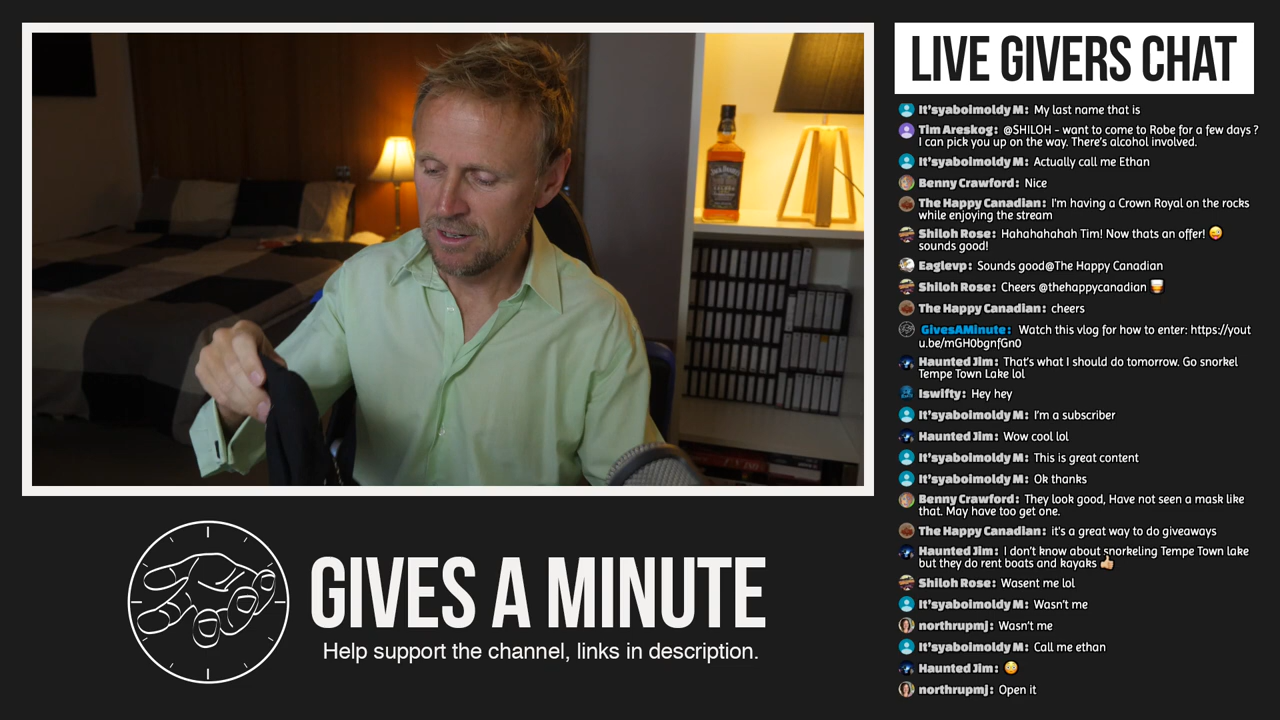 LIVE GIVERS CHAT
It'syaboimoldy M: My last name that is
Tim Areskog: @SHILOH - want to come to Robe for a few days ?
I can pick you up on the way. There's alcohol involved.
It'syaboimoldy M: Actually call me Ethan
Benny Crawford: Nice
The Happy Canadian: I'm having a Crown Royal on the rocks
while enjoying the stream
Shiloh Rose: Hahahahahah Tim! Now thats an offer! 😜
sounds good!
Eaglevp: Sounds good@The Happy Canadian
Shiloh Rose: Cheers @thehappycanadian 🥃
The Happy Canadian: cheers
GivesAMinute: Watch this vlog for how to enter: https://yout
u.be/mGH0bgnfGn0
Haunted Jim: That's what I should do tomorrow. Go snorkel
Tempe Town Lake lol
Iswifty: Hey hey
It'syaboimoldy M: I'm a subscriber
Haunted Jim: Wow cool lol
It'syaboimoldy M: This is great content
It'syaboimoldy M: Ok thanks
Benny Crawford: They look good, Have not seen a mask like
that. May have too get one.
The Happy Canadian: it's a great way to do giveaways
Haunted Jim: I don't know about snorkeling Tempe Town lake
but they do rent boats and kayaks 👍🏼
Shiloh Rose: Wasent me lol
It'syaboimoldy M: Wasn't me
northrupmj: Wasn't me
It'syaboimoldy M: Call me ethan
Haunted Jim: 😳
northrupmj: Open it
GIVES A MINUTE
Help support the channel, links in description.